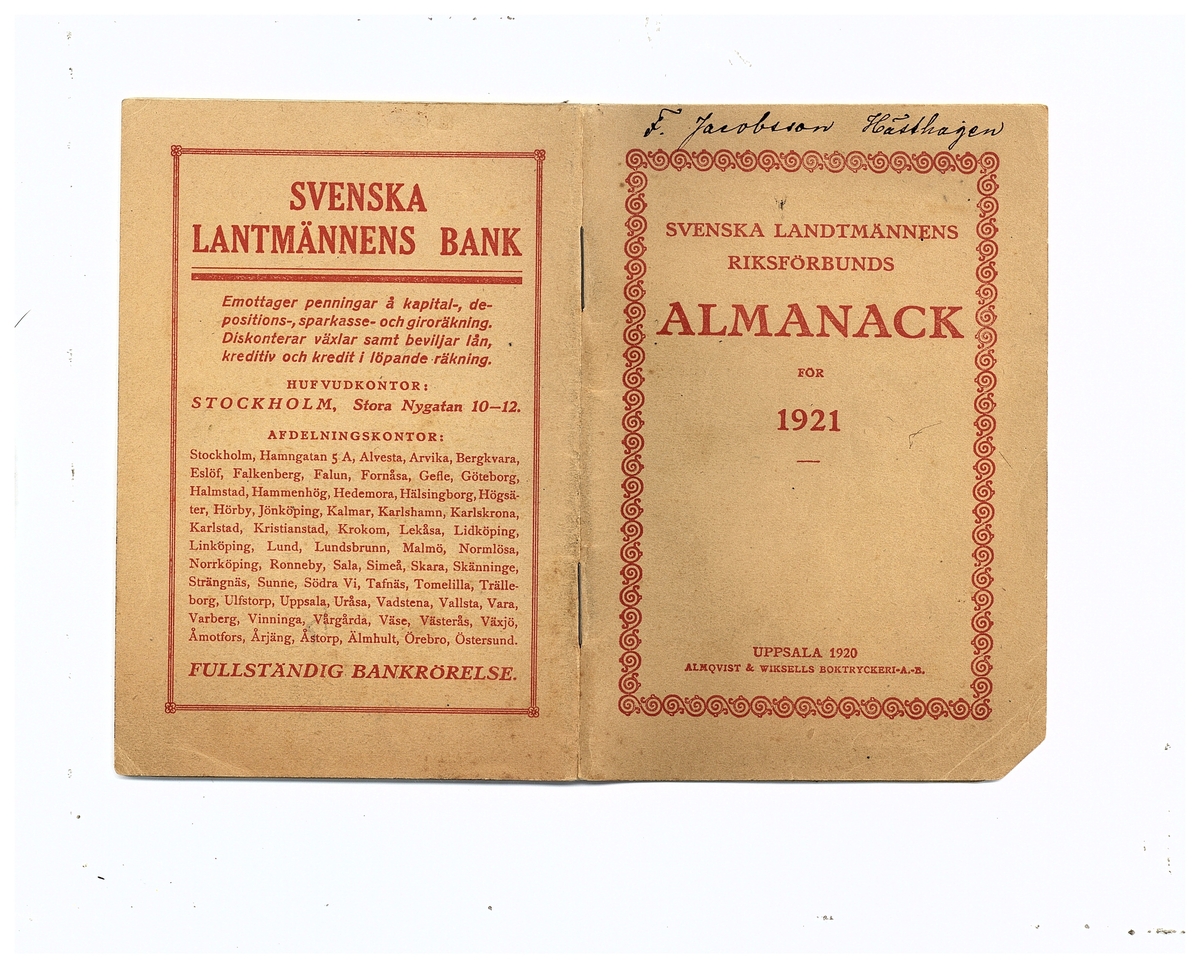 SVENSKA
LANTMÄNNENS BANK
Emottager penningar å kapital-, de-
positions-, sparkasse- och giroräkning.
Diskonterar växlar samt beviljar lån,
kreditiv och kredit i löpande räkning.
HUFVUDKONTOR:
STOCKHOLM, Stora Nygatan 10—12.
AFDELNINGSKONTOR:
Stockholm, Hamngatan 5 A, Alvesta, Arvika, Bergkvara,
Eslöf, Falkenberg, Falun, Fornåsa, Gefle, Göteborg,
Halmstad, Hammenhög, Hedemora, Hälsingborg, Högsä-
ter, Hörby, Jönköping, Kalmar, Karlshamn, Karlskrona,
Karlstad, Kristianstad, Krokom, Lekåsa, Lidköping,
Linköping, Lund, Lundsbrunn, Malmö, Normlösa,
Norrköping, Ronneby, Sala, Simeå, Skara, Skänninge,
Strängnäs, Sunne, Södra Vi, Tafnäs, Tomelilla, Trälle-
borg, Ulfstorp, Uppsala, Uråsa, Vadstena, Vallsta, Vara,
Varberg, Vinninga, Vårgårda, Väse, Västerås, Växjö,
Åmotfors, Årjäng, Åstorp, Älmhult, Örebro, Östersund.
FULLSTÄNDIG BANKRÖRELSE.
F. Jacobsson Hästhagen
SVENSKA LANDTMÄNNENS
RIKSFÖRBUNDS
ALMANACK
FÖR
1921
UPPSALA 1920
ALMQVIST & WIKSELLS BOKTRYCKERI-A.-B.